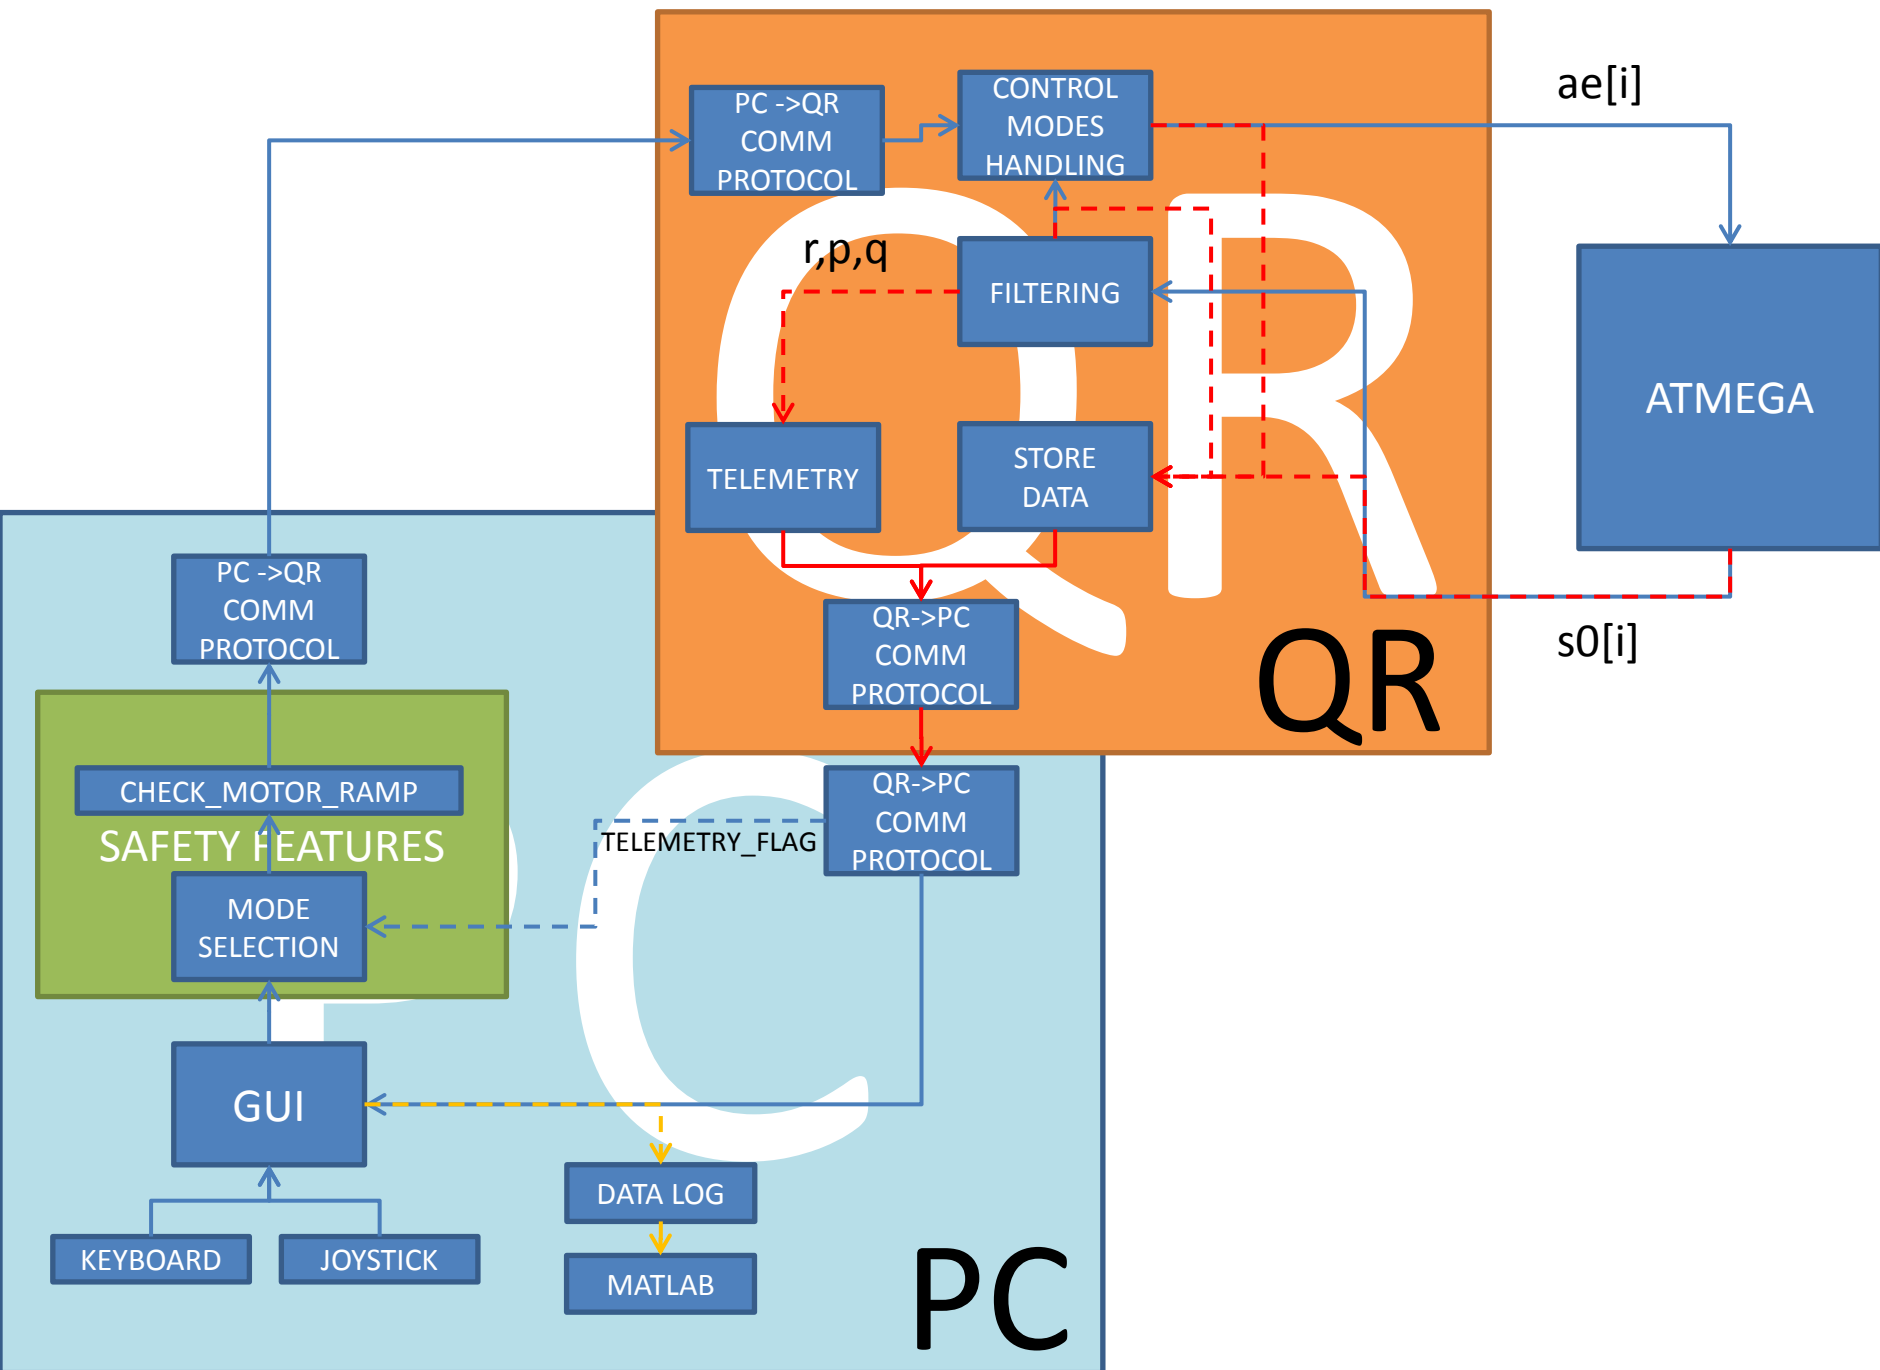 PC ->QR
COMM
PROTOCOL
CONTROL
MODES
HANDLING
ae[i]
r,p,q
FILTERING
ATMEGA
TELEMETRY
STORE
DATA
QR
PC ->QR
COMM
PROTOCOL
QR->PC
COMM
PROTOCOL
s0[i]
QR
CHECK_MOTOR_RAMP
SAFETY FEATURES
QR->PC
COMM
PROTOCOL
TELEMETRY_FLAG
MODE
SELECTION
PC
GUI
DATA LOG
KEYBOARD
JOYSTICK
MATLAB
PC